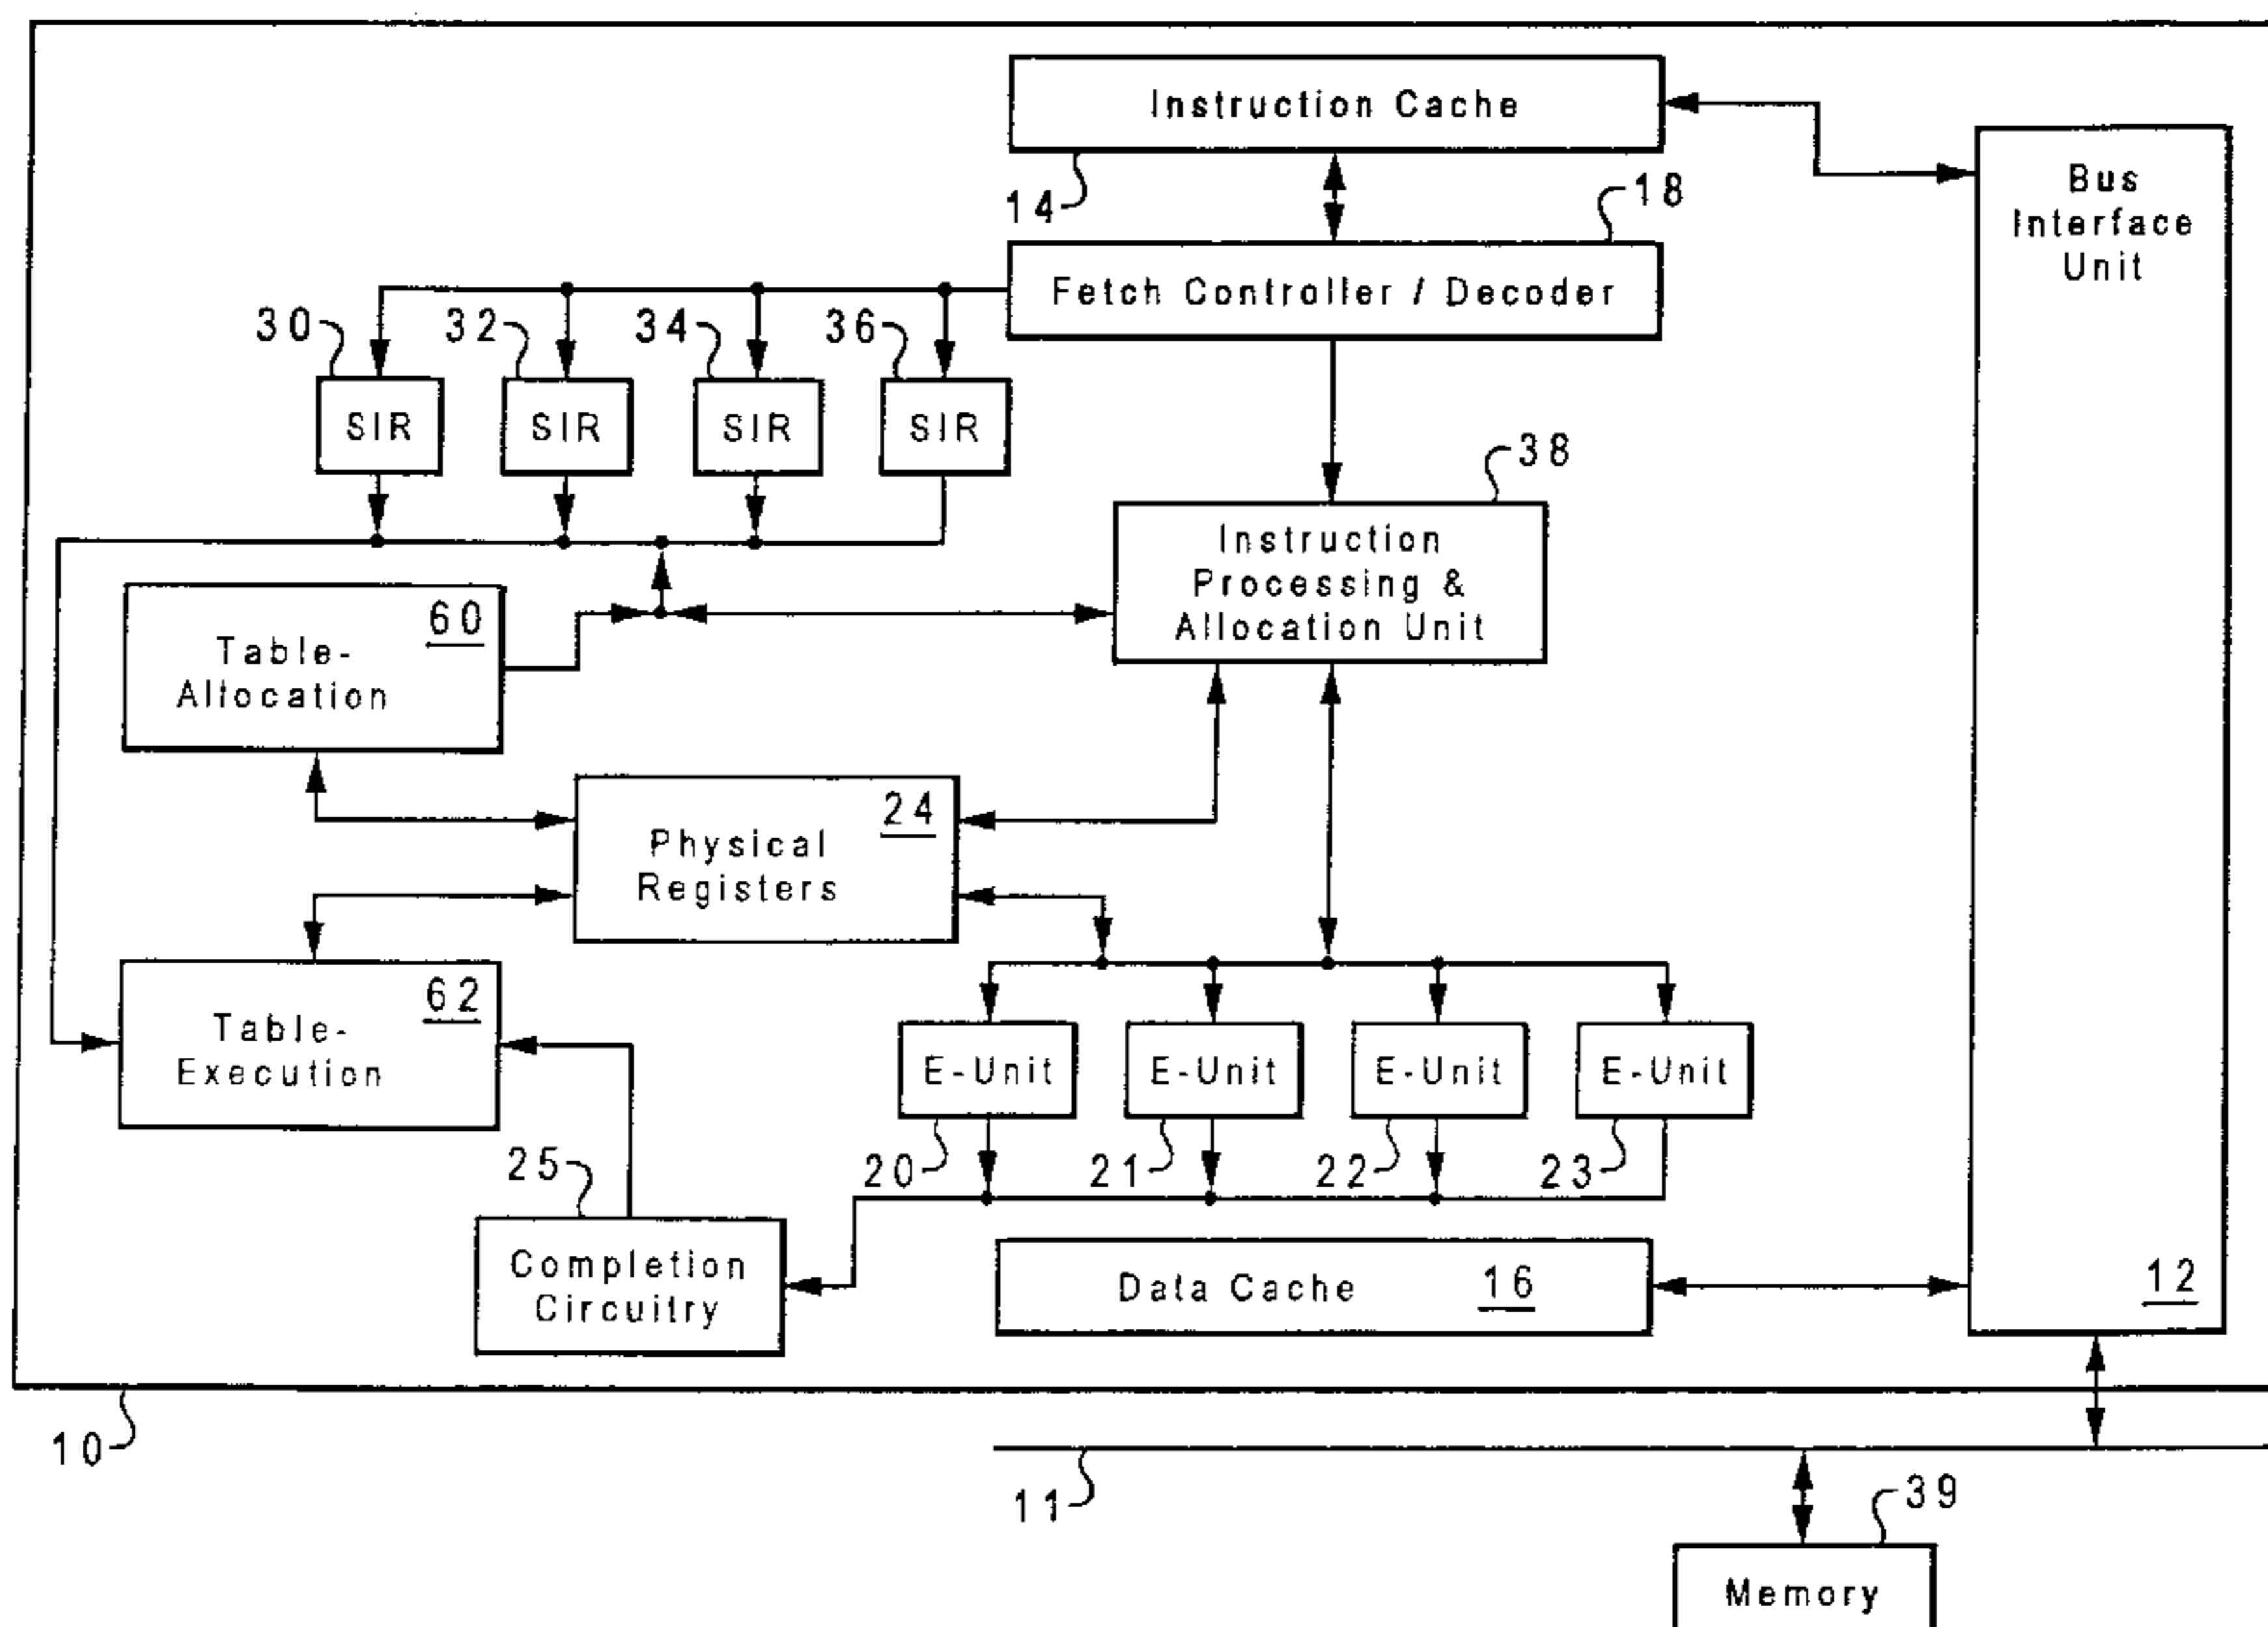 Instruction Cache
14
18
Bus
Interface
Unit
Fetch Controller / Decoder
30
32
34
36
SIR
SIR
SIR
SIR
38
Instruction
Processing &
Allocation Unit
60
Table-
Allocation
24
Physical
Registers
62
Table-
Execution
E-Unit
E-Unit
E-Unit
E-Unit
20
21
22
23
25
Completion
Circuitry
Data Cache
16
12
10
11
39
Memory